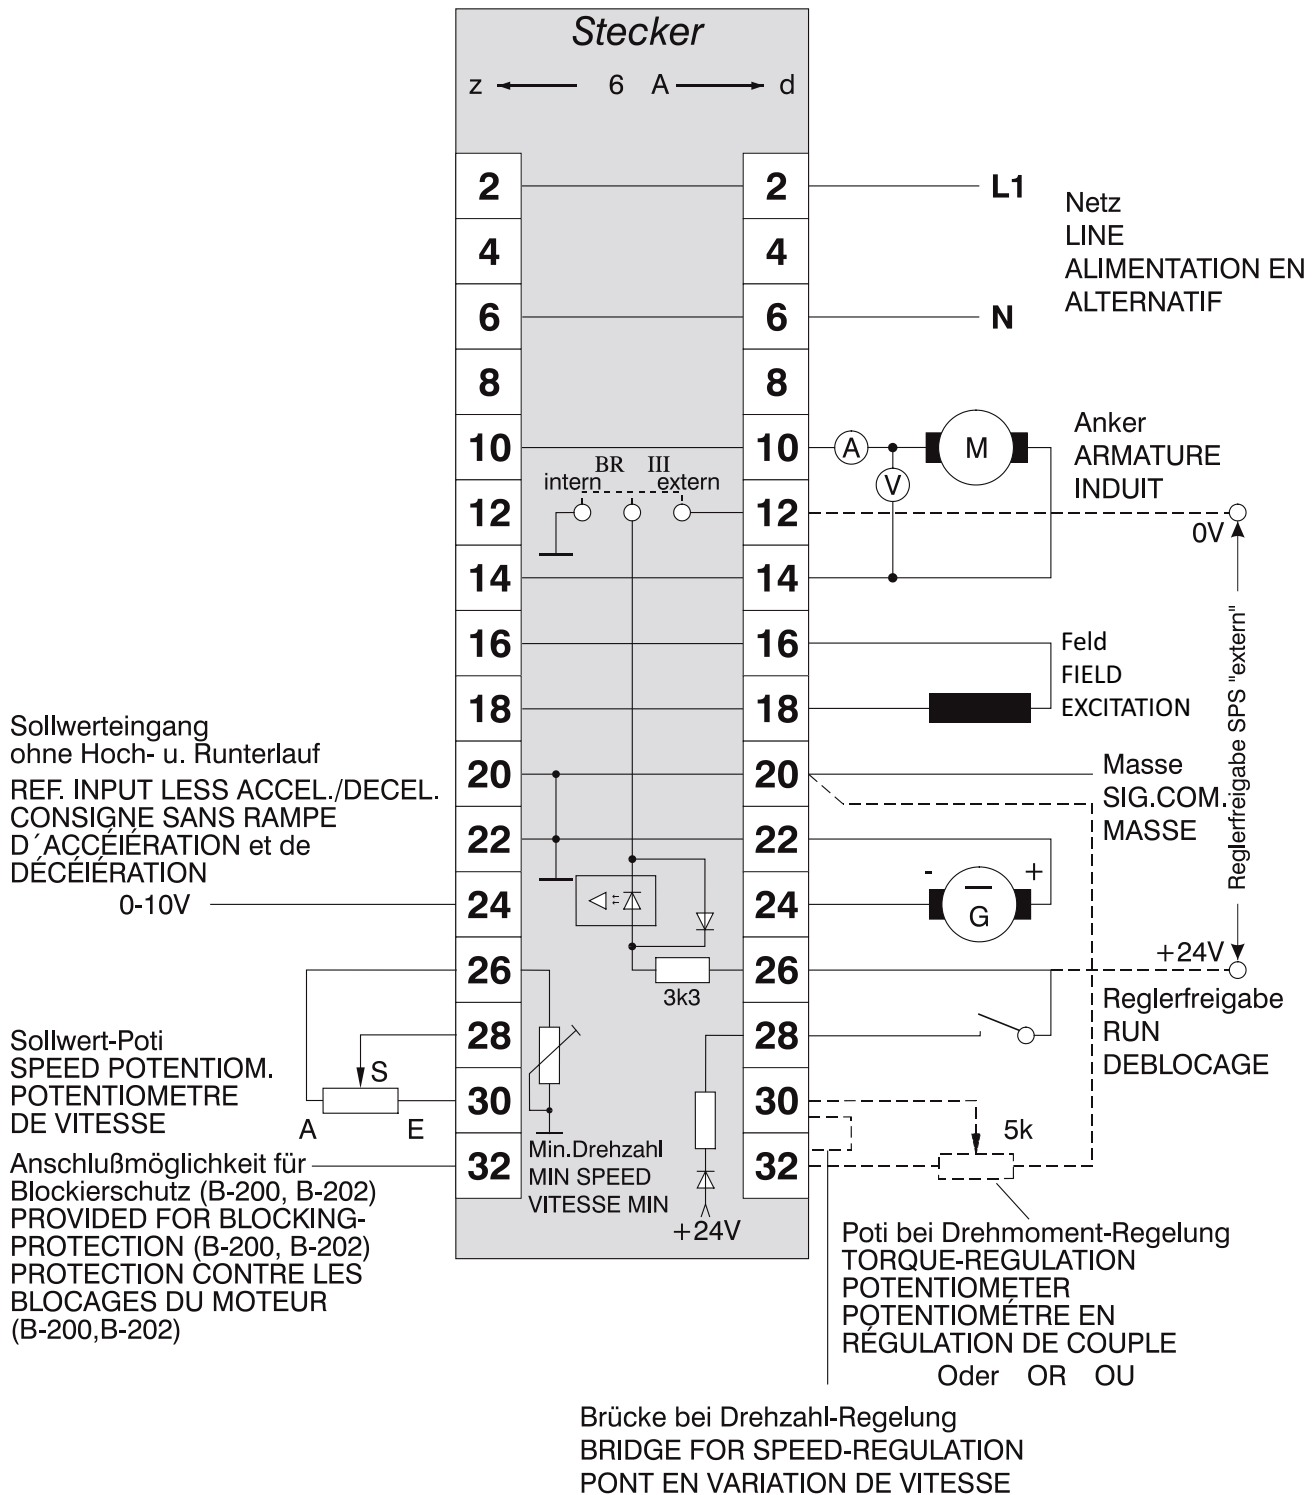 Stecker
z 6 A d
2 2 L1
4 4
6 6 N
8 8
10 10
12 12
14 14
16 16
18 18
20 20
22 22
24 24
26 26
28 28
30 30
32 32
Netz
LINE
ALIMENTATION EN
ALTERNATIF
A
V
M
Anker
ARMATURE
INDUIT
BR III
intern extern
0V
Reglerfreigabe SPS "extern"
+24V
Feld
FIELD
EXCITATION
Masse
SIG.COM.
MASSE
- +
G
3k3
Reglerfreigabe
RUN
DEBLOCAGE
Sollwerteingang
ohne Hoch- u. Runterlauf
REF. INPUT LESS ACCEL./DECEL.
CONSIGNE SANS RAMPE
D´ACCÉIÉRATION et de
DÉCÉIÉRATION
0-10V
Sollwert-Poti
SPEED POTENTIOM.
POTENTIOMETRE
DE VITESSE
S
A E
Anschlußmöglichkeit für
Blockierschutz (B-200, B-202)
PROVIDED FOR BLOCKING-
PROTECTION (B-200, B-202)
PROTECTION CONTRE LES
BLOCAGES DU MOTEUR
(B-200,B-202)
Min.Drehzahl
MIN SPEED
VITESSE MIN
+24V
5k
Poti bei Drehmoment-Regelung
TORQUE-REGULATION
POTENTIOMETER
POTENTIOMÉTRE EN
RÉGULATION DE COUPLE
Oder OR OU
Brücke bei Drehzahl-Regelung
BRIDGE FOR SPEED-REGULATION
PONT EN VARIATION DE VITESSE